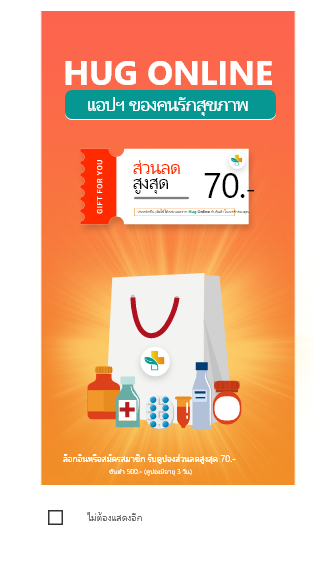 HUG ONLINE
แอปฯ ของคนรักสุขภาพ
GIFT FOR YOU
ส่วนลด
สูงสุด
70.-
Hug Online
ล็อกอินหรือสมัครสมาชิก รับคูปองส่วนลดสูงสุด 70.-
ขั้นต่ำ 500.- (คูปองมีอายุ 3 วัน)
ไม่ต้องแสดงอีก